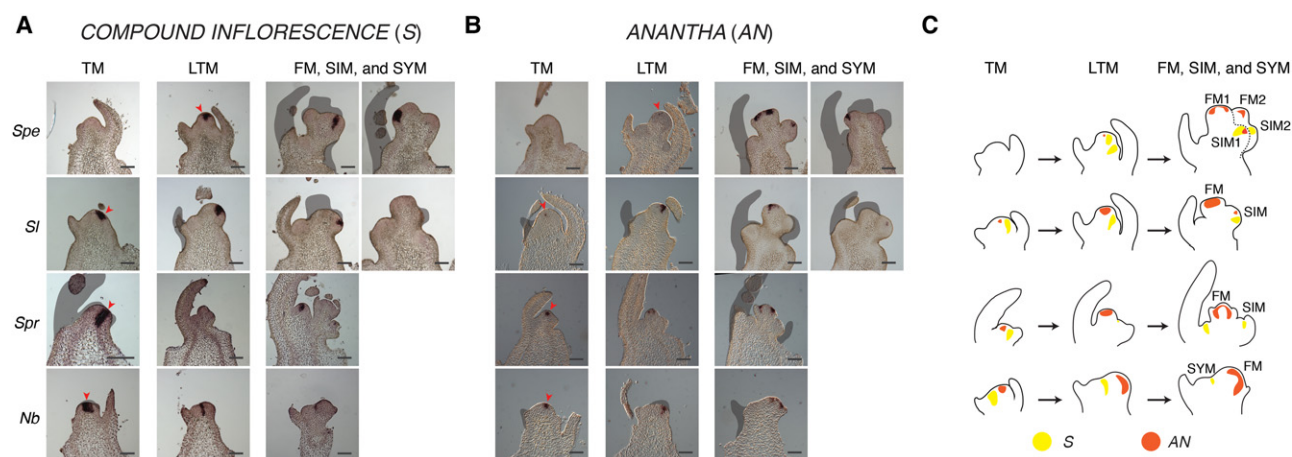 A COMPOUND INFLORESCENCE (S)
TM LTM FM, SIM, and SYM
Spe
Sl
Spr
Nb
B ANANTHA (AN)
TM LTM FM, SIM, and SYM
C
TM LTM FM, SIM, and SYM
FM1 FM2
SIM1 SIM2
FM
SIM
FM
SIM
SYM FM
S AN